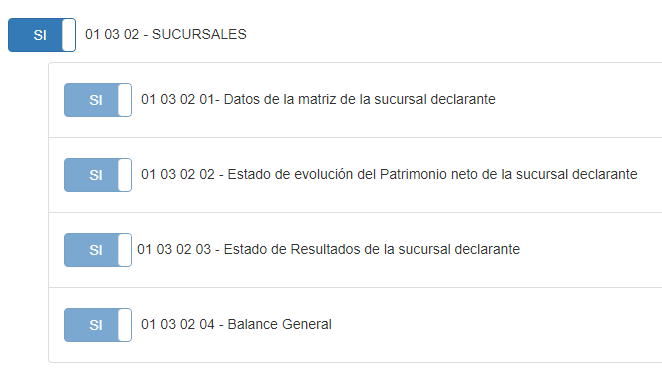 SI 01 03 02 - SUCURSALES
SI 01 03 02 01- Datos de la matriz de la sucursal declarante
SI 01 03 02 02 - Estado de evolución del Patrimonio neto de la sucursal declarante
SI 01 03 02 03 - Estado de Resultados de la sucursal declarante
SI 01 03 02 04 - Balance General